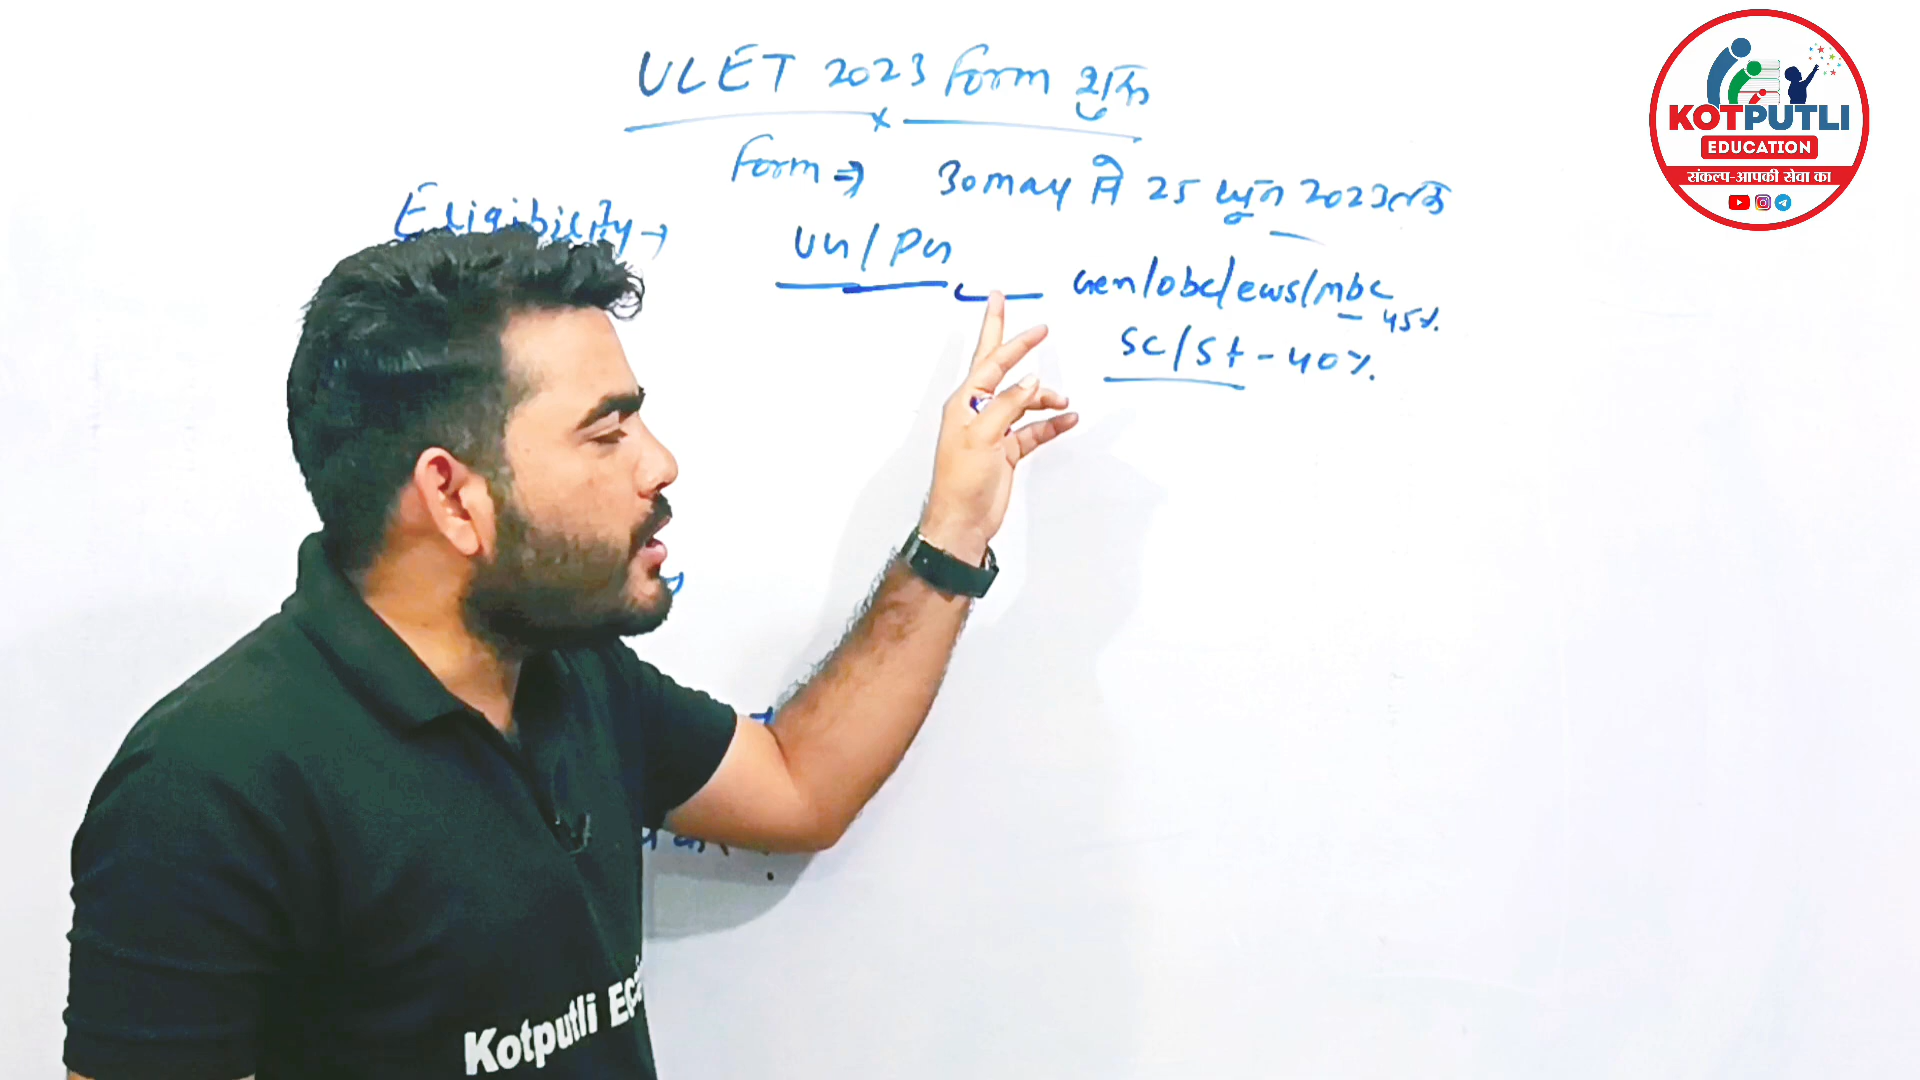 ULET 2023 form शुरू
form ⇒ 30 may से 25 जून 2023 तक
Eligibility →
UG / PG
Gen/obc/ews/mbc
- 45%.
SC/St - 40%.
KOTPUTLI
EDUCATION
संकल्प-आपकी सेवा का
Kotputli